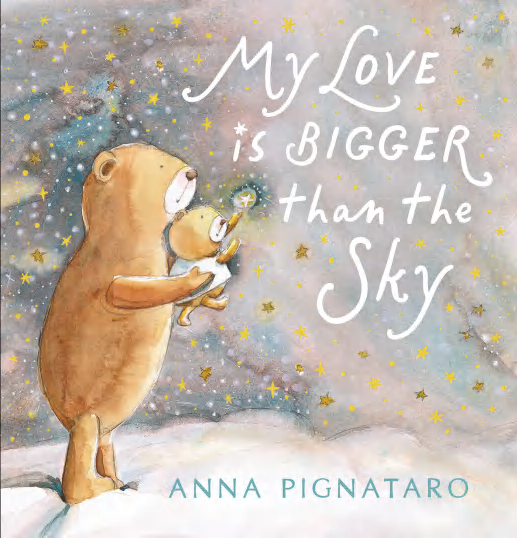 My Love
is BIGGER
than the
Sky
ANNA PIGNATARO